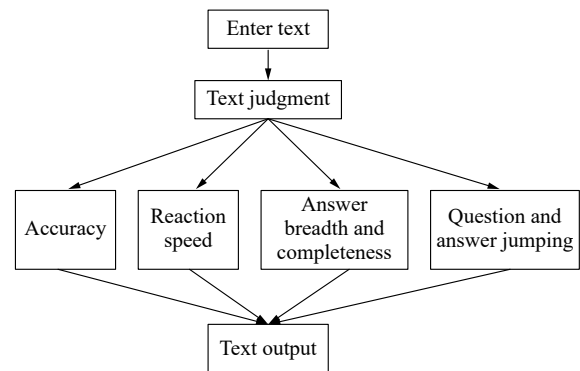 Enter text
Text judgment
Accuracy
Reaction
speed
Answer
breadth and
completeness
Question and
answer jumping
Text output